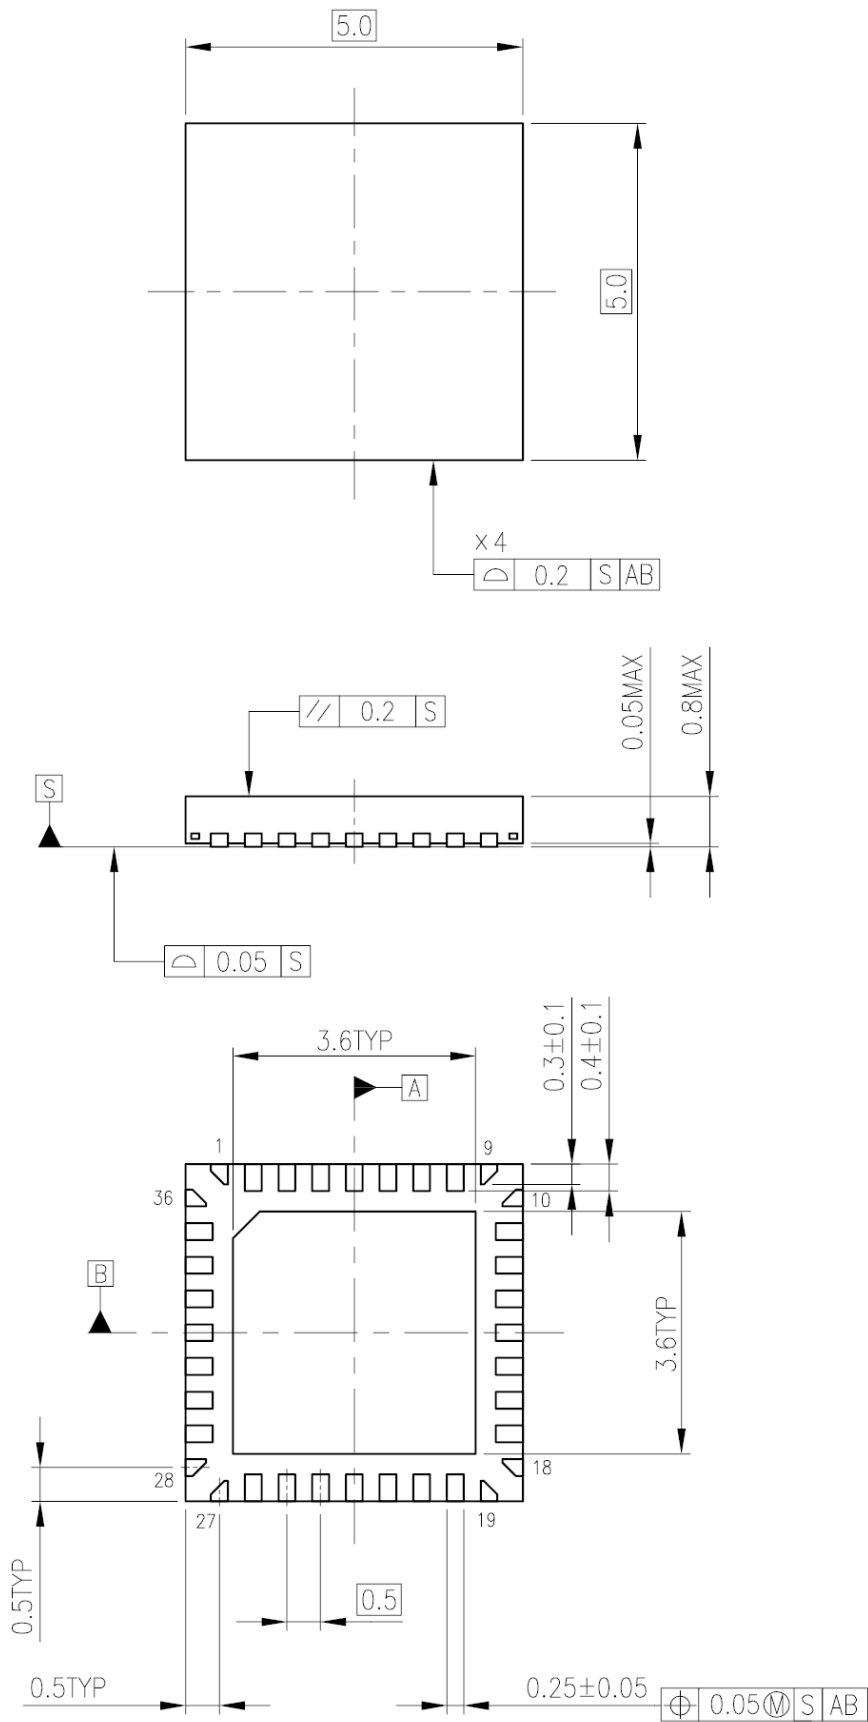 5.0
5.0
x4
0.2 S AB
0.05MAX
0.8MAX
// 0.2 S
S
0.05 S
3.6TYP
0.3±0.1
0.4±0.1
A
1
9
36
10
B
3.6TYP
28
18
27
19
0.5TYP
0.5
0.5TYP
0.25±0.05
⌖ 0.05Ⓜ S AB